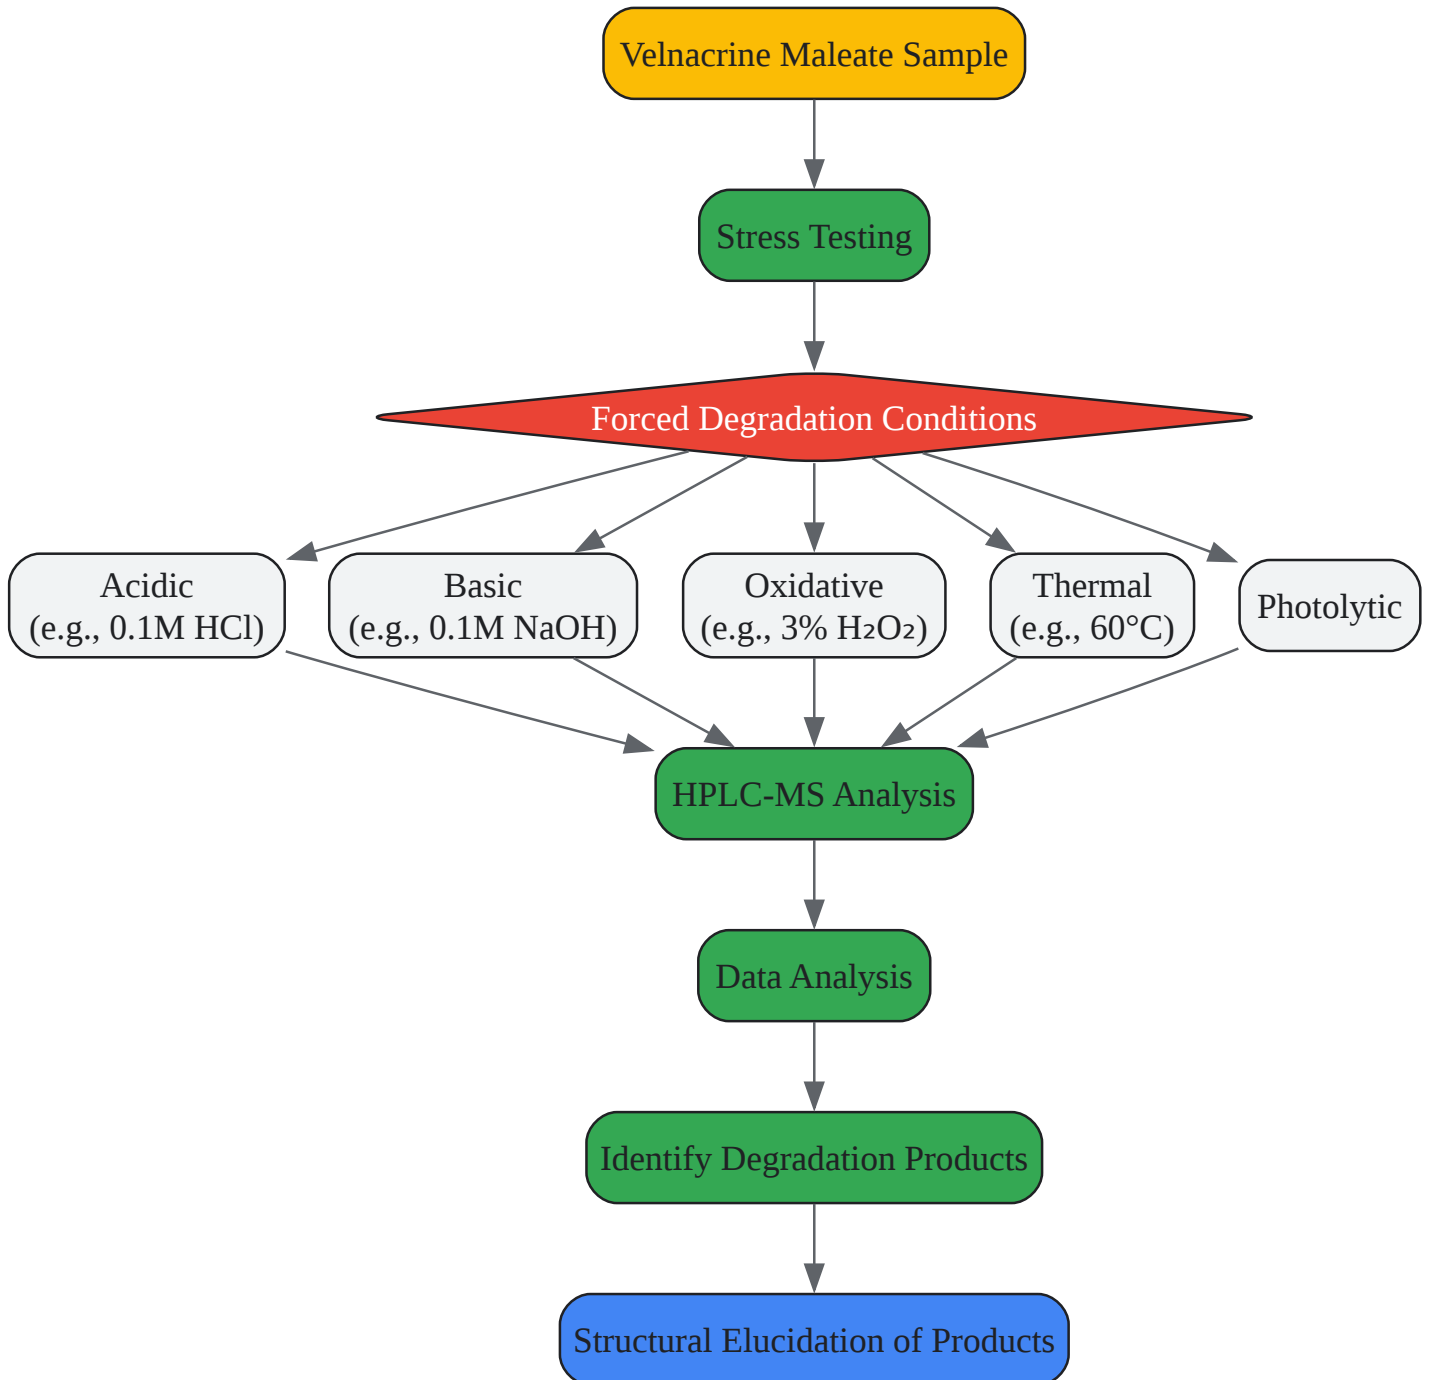 Velnacrine Maleate Sample
Stress Testing
Forced Degradation Conditions
Acidic
(e.g., 0.1M HCl)
Basic
(e.g., 0.1M NaOH)
Oxidative
(e.g., 3% H₂O₂)
Thermal
(e.g., 60°C)
Photolytic
HPLC-MS Analysis
Data Analysis
Identify Degradation Products
Structural Elucidation of Products